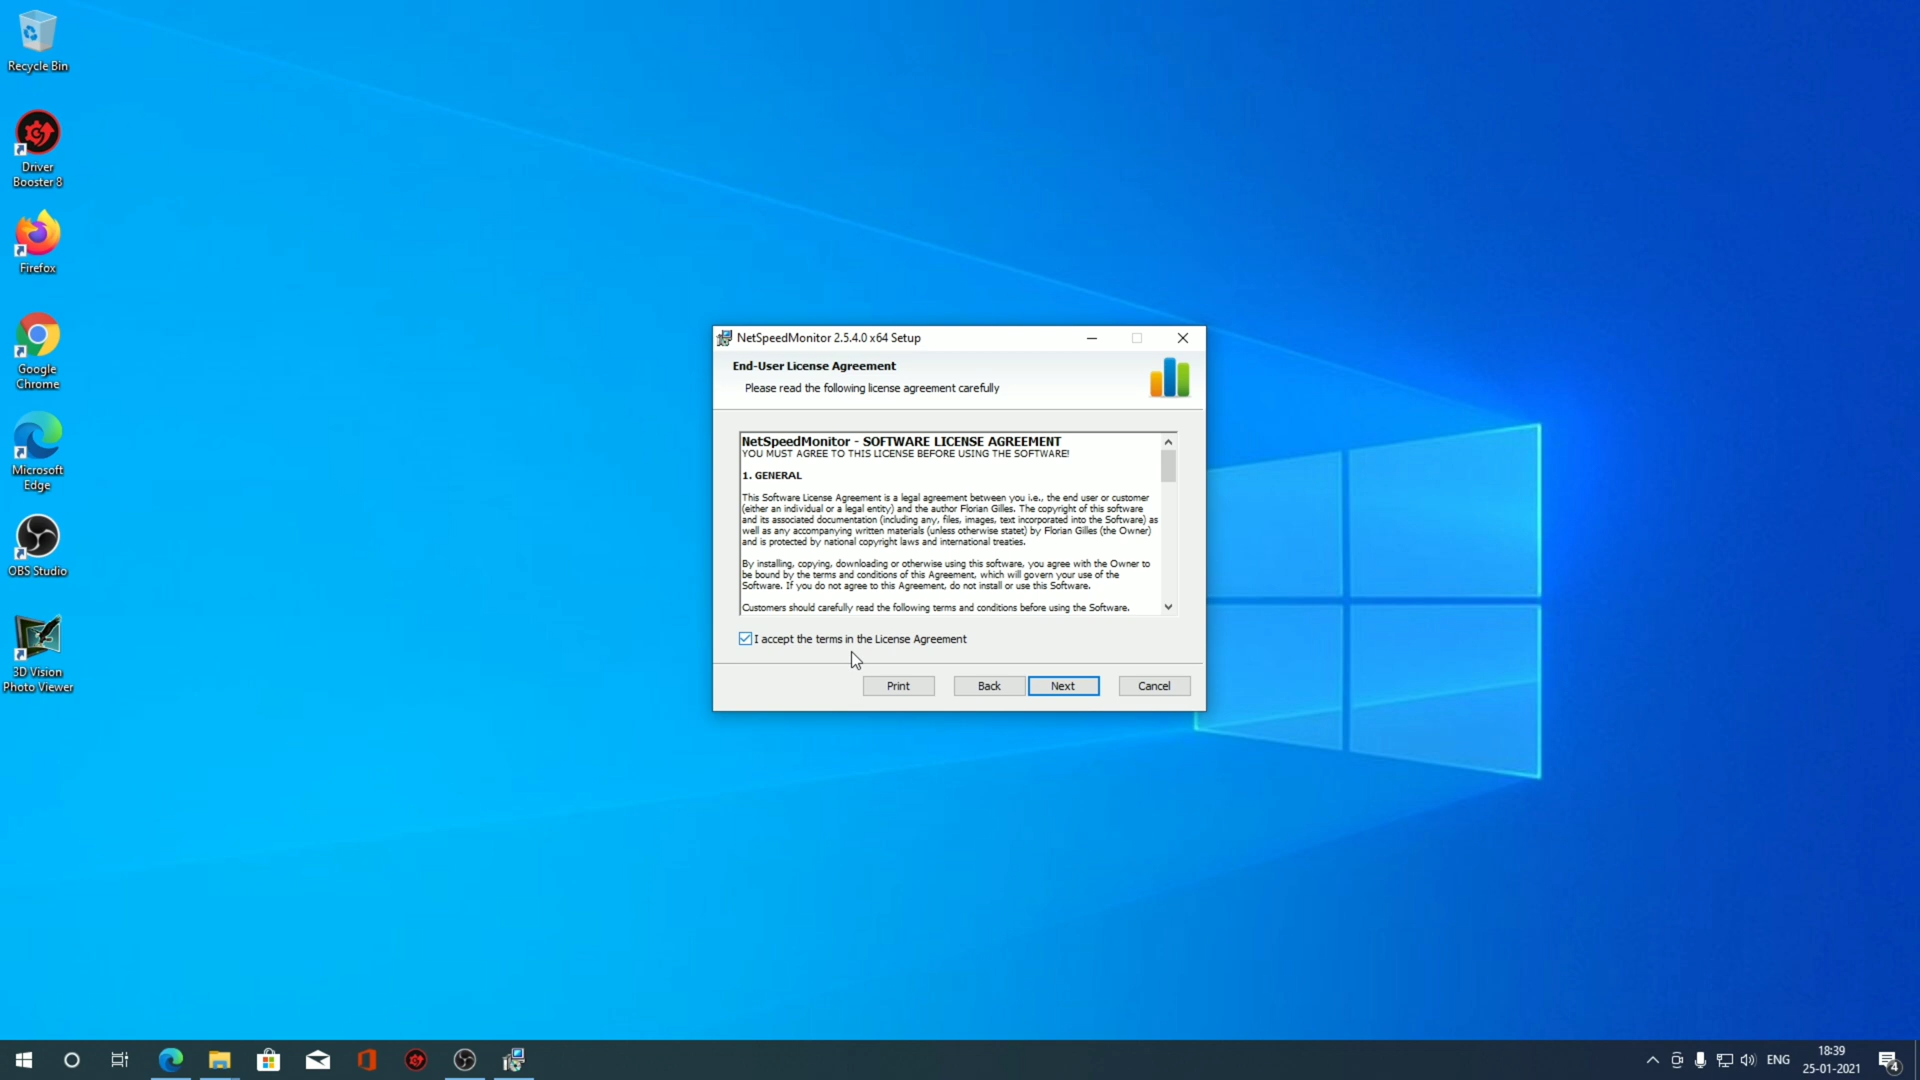 Recycle Bin
Driver
Booster 8
Firefox
Google
Chrome
Microsoft
Edge
OBS Studio
3D Vision
Photo Viewer
NetSpeedMonitor 2.5.4.0 x64 Setup
End-User License Agreement
Please read the following license agreement carefully
NetSpeedMonitor - SOFTWARE LICENSE AGREEMENT
YOU MUST AGREE TO THIS LICENSE BEFORE USING THE SOFTWARE!
1. GENERAL
This Software License Agreement is a legal agreement between you i.e., the end user or customer
(either an individual or a legal entity) and the author Florian Gilles. The copyright of this software
and its associated documentation (including any, files, images, text incorporated into the Software) as
well as any accompanying written materials (unless otherwise statet) by Florian Gilles (the Owner)
and is protected by national copyright laws and international treaties.
By installing, copying, downloading or otherwise using this software, you agree with the Owner to
be bound by the terms and conditions of this Agreement, which will govern your use of the
Software. If you do not agree to this Agreement, do not install or use this Software.
Customers should carefully read the following terms and conditions before using the Software.
I accept the terms in the License Agreement
Print
Back
Next
Cancel
ENG
18:39
25-01-2021
4